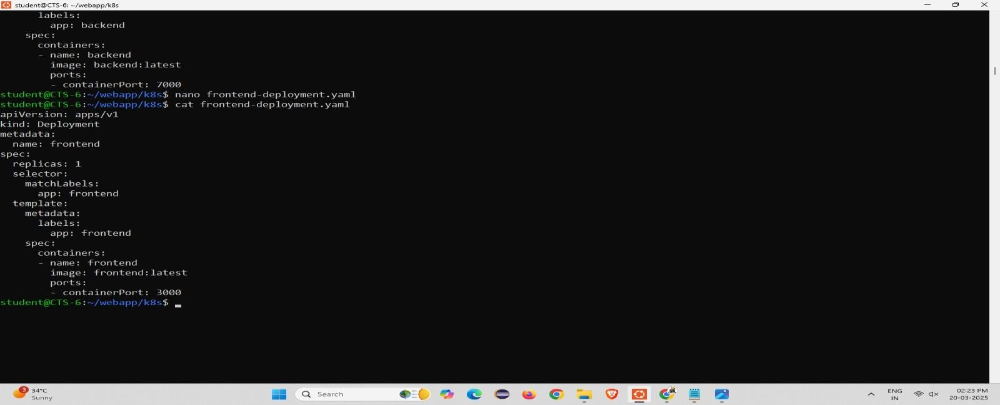 student@CTS-6: ~/webapp/k8s
      labels:
        app: backend
    spec:
      containers:
      - name: backend
        image: backend:latest
        ports:
        - containerPort: 7000
student@CTS-6:~/webapp/k8s$ nano frontend-deployment.yaml
student@CTS-6:~/webapp/k8s$ cat frontend-deployment.yaml
apiVersion: apps/v1
kind: Deployment
metadata:
  name: frontend
spec:
  replicas: 1
  selector:
    matchLabels:
      app: frontend
  template:
    metadata:
      labels:
        app: frontend
    spec:
      containers:
      - name: frontend
        image: frontend:latest
        ports:
        - containerPort: 3000
student@CTS-6:~/webapp/k8s$
3
34°C
Sunny
Search
SK
ENG
IN
02:23 PM
20-03-2025